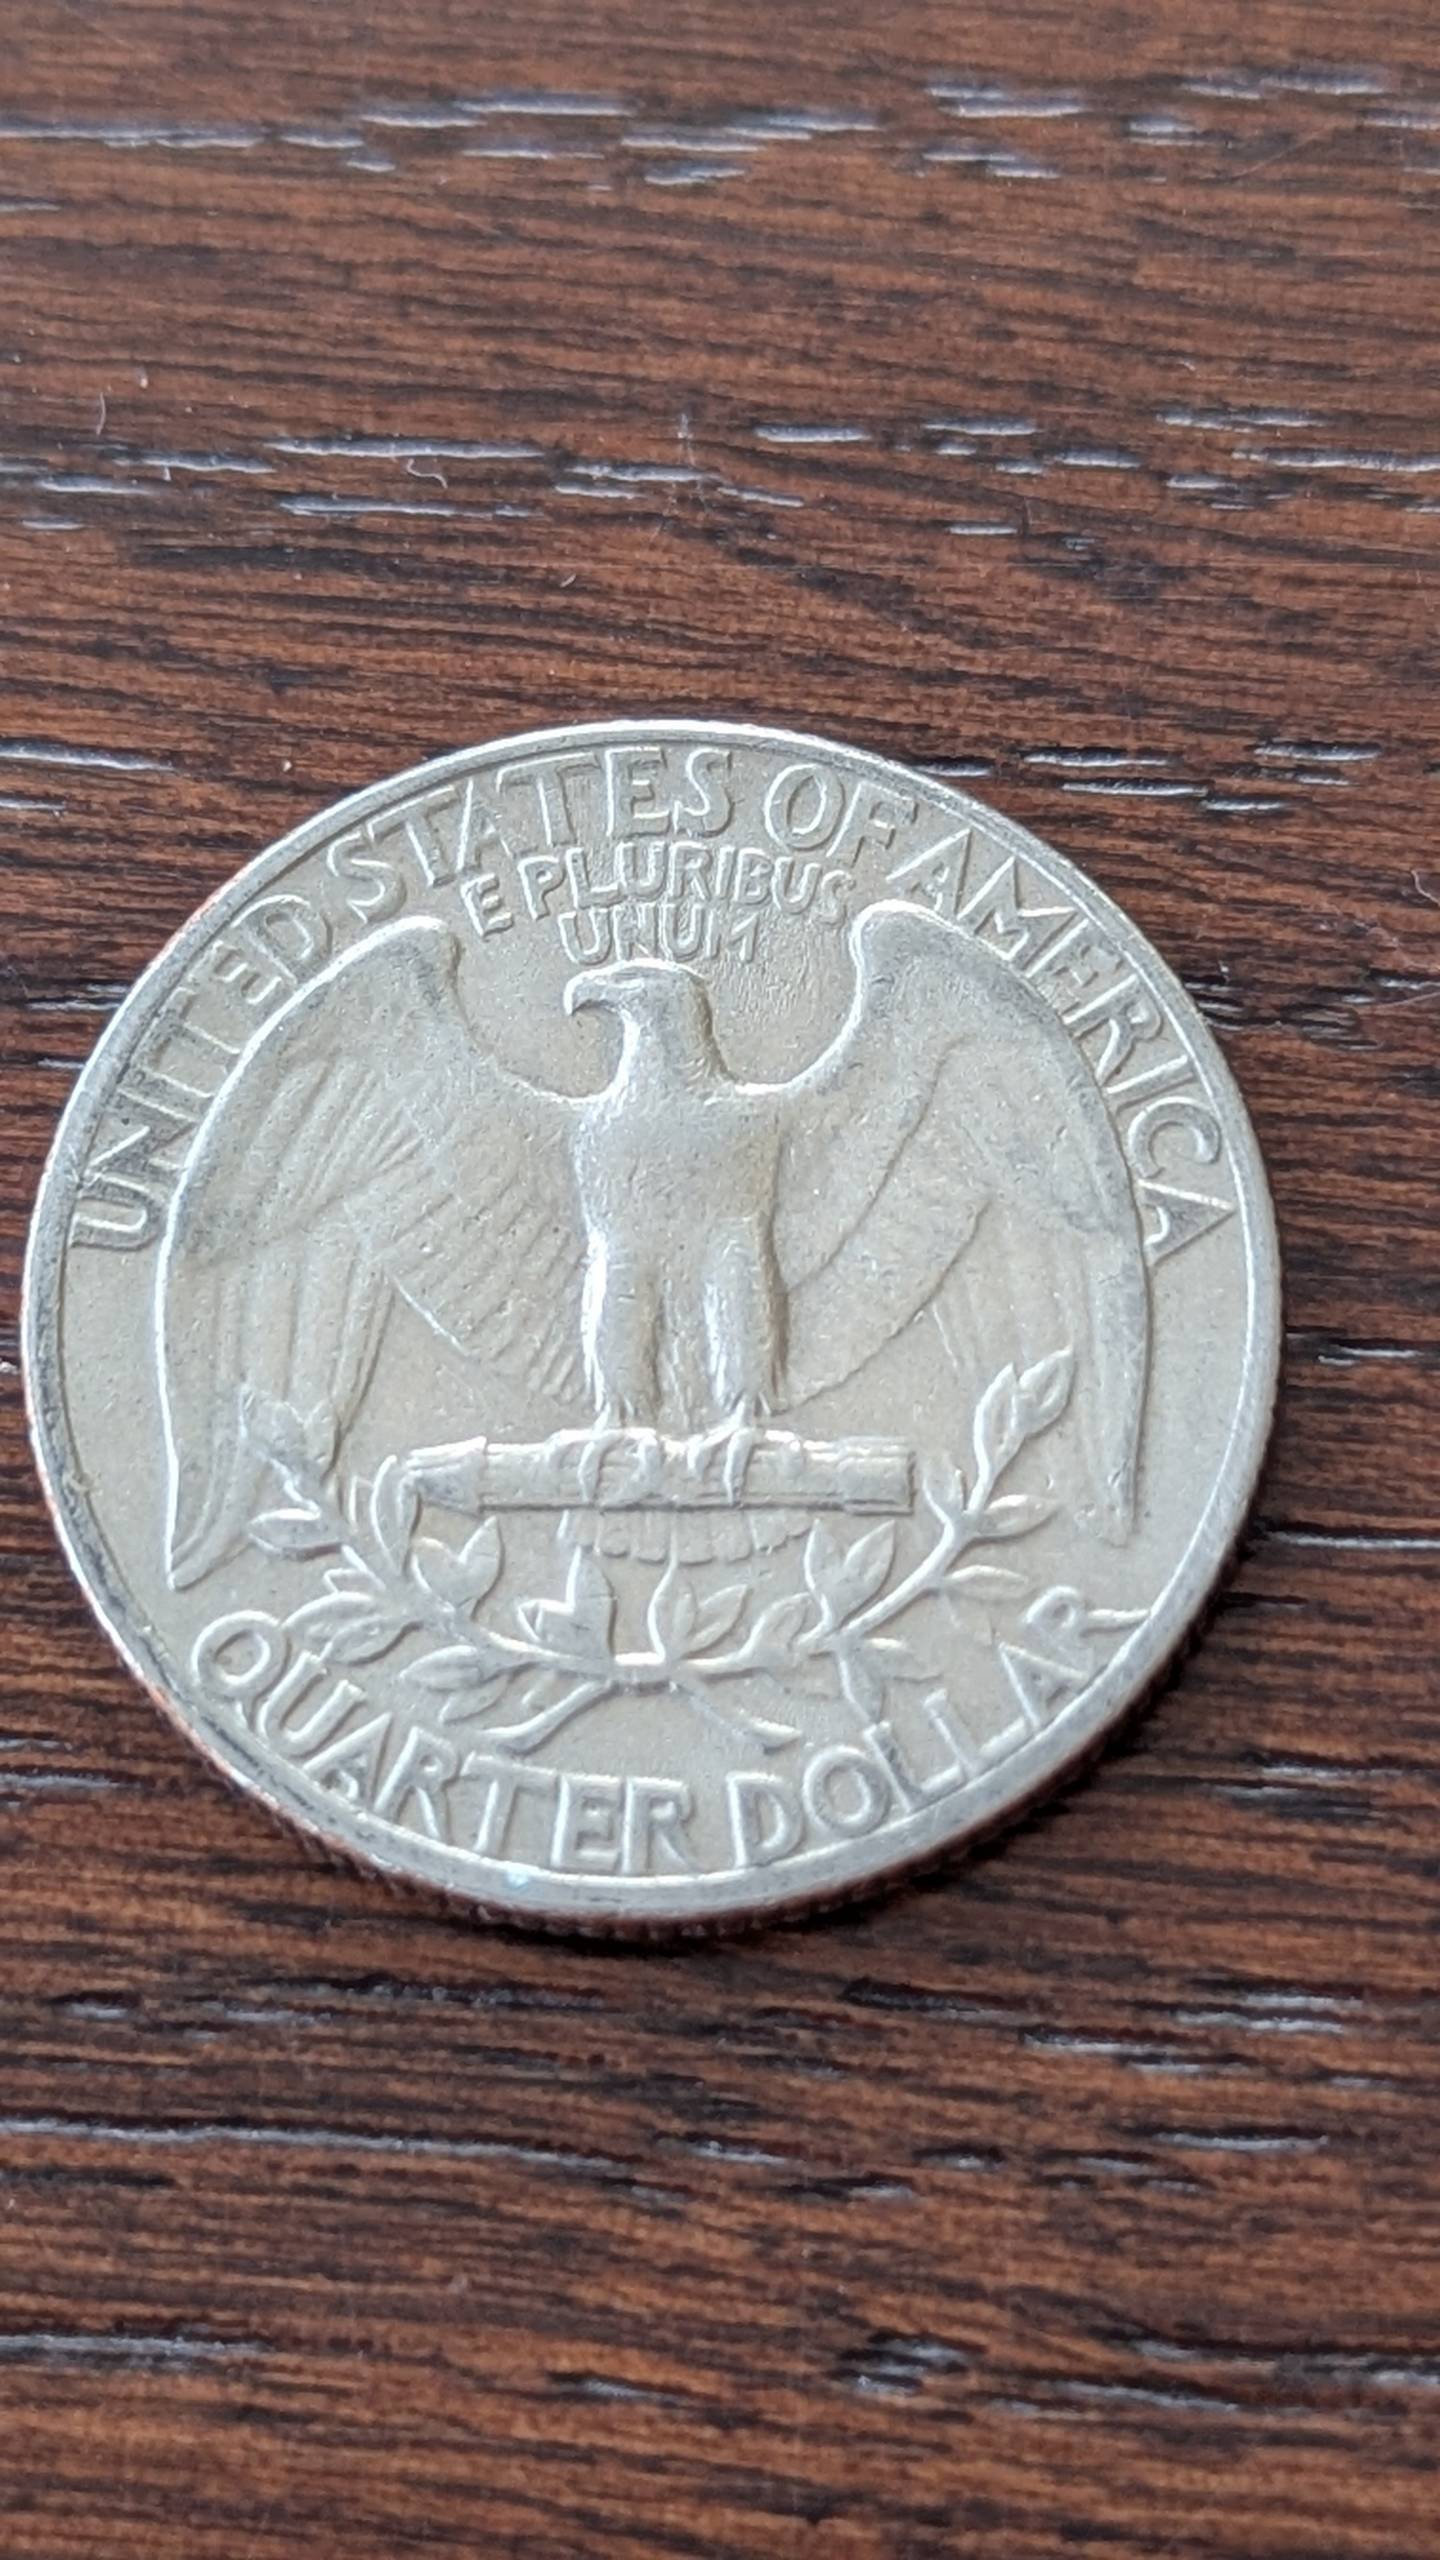 UNITED STATES OF AMERICA
E PLURIBUS
UNUM
QUARTER DOLLAR